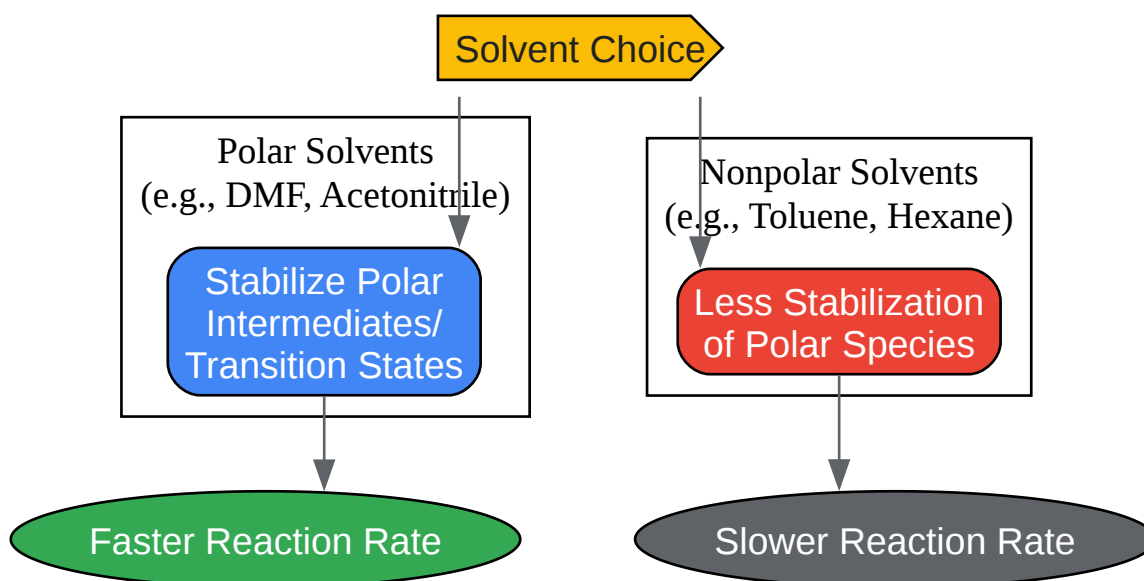 Solvent Choice
Polar Solvents
(e.g., DMF, Acetonitrile)
Stabilize Polar
Intermediates/
Transition States
Faster Reaction Rate
Nonpolar Solvents
(e.g., Toluene, Hexane)
Less Stabilization
of Polar Species
Slower Reaction Rate